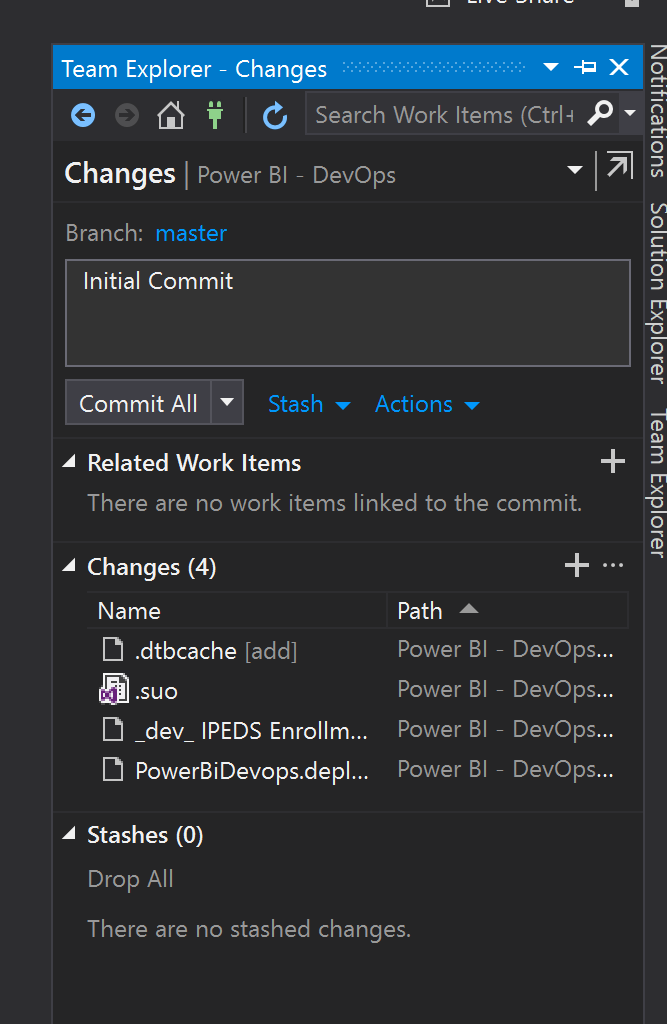 Live Share
Team Explorer - Changes
Search Work Items (Ctrl+
Changes | Power BI - DevOps
Branch: master
Initial Commit
Commit All Stash Actions
Related Work Items
There are no work items linked to the commit.
Changes (4)
Name Path
.dtbcache [add] Power BI - DevOps...
.suo Power BI - DevOps...
_dev_ IPEDS Enrollm... Power BI - DevOps...
PowerBiDevops.depl... Power BI - DevOps...
Stashes (0)
Drop All
There are no stashed changes.
Notifications
Solution Explorer
Team Explorer